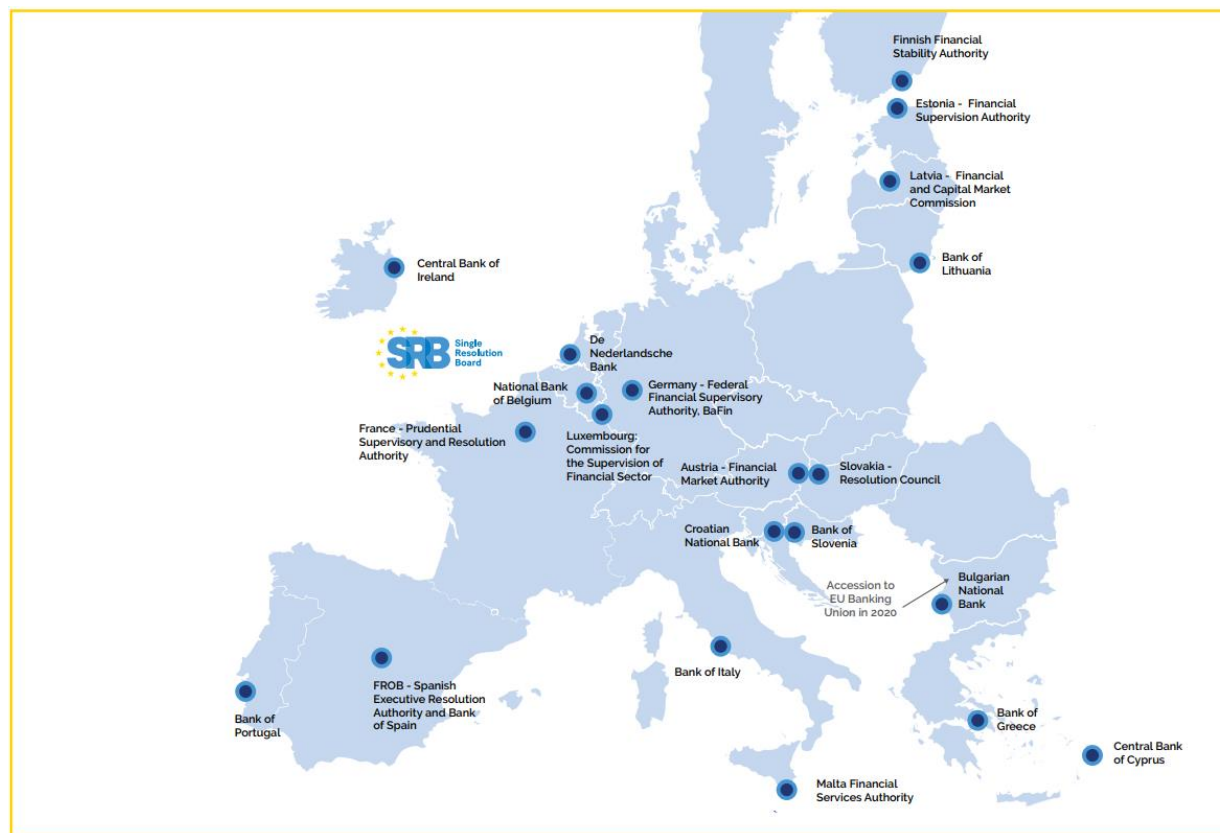 Finnish Financial
Stability Authority
Estonia - Financial
Supervision Authority
Latvia - Financial
and Capital Market
Commission
Bank of
Lithuania
Central Bank of
Ireland
SRB
Single
Resolution
Board
De
Nederlandsche
Bank
National Bank
of Belgium
Germany - Federal
Financial Supervisory
Authority, BaFin
France - Prudential
Supervisory and Resolution
Authority
Luxembourg:
Commission for
the Supervision of
Financial Sector
Austria - Financial
Market Authority
Slovakia -
Resolution Council
Croatian
National Bank
Bank of
Slovenia
Accession to
EU Banking
Union in 2020
Bulgarian
National
Bank
Bank of Italy
FROB - Spanish
Executive Resolution
Authority and Bank
of Spain
Bank of
Portugal
Bank of
Greece
Central Bank
of Cyprus
Malta Financial
Services Authority